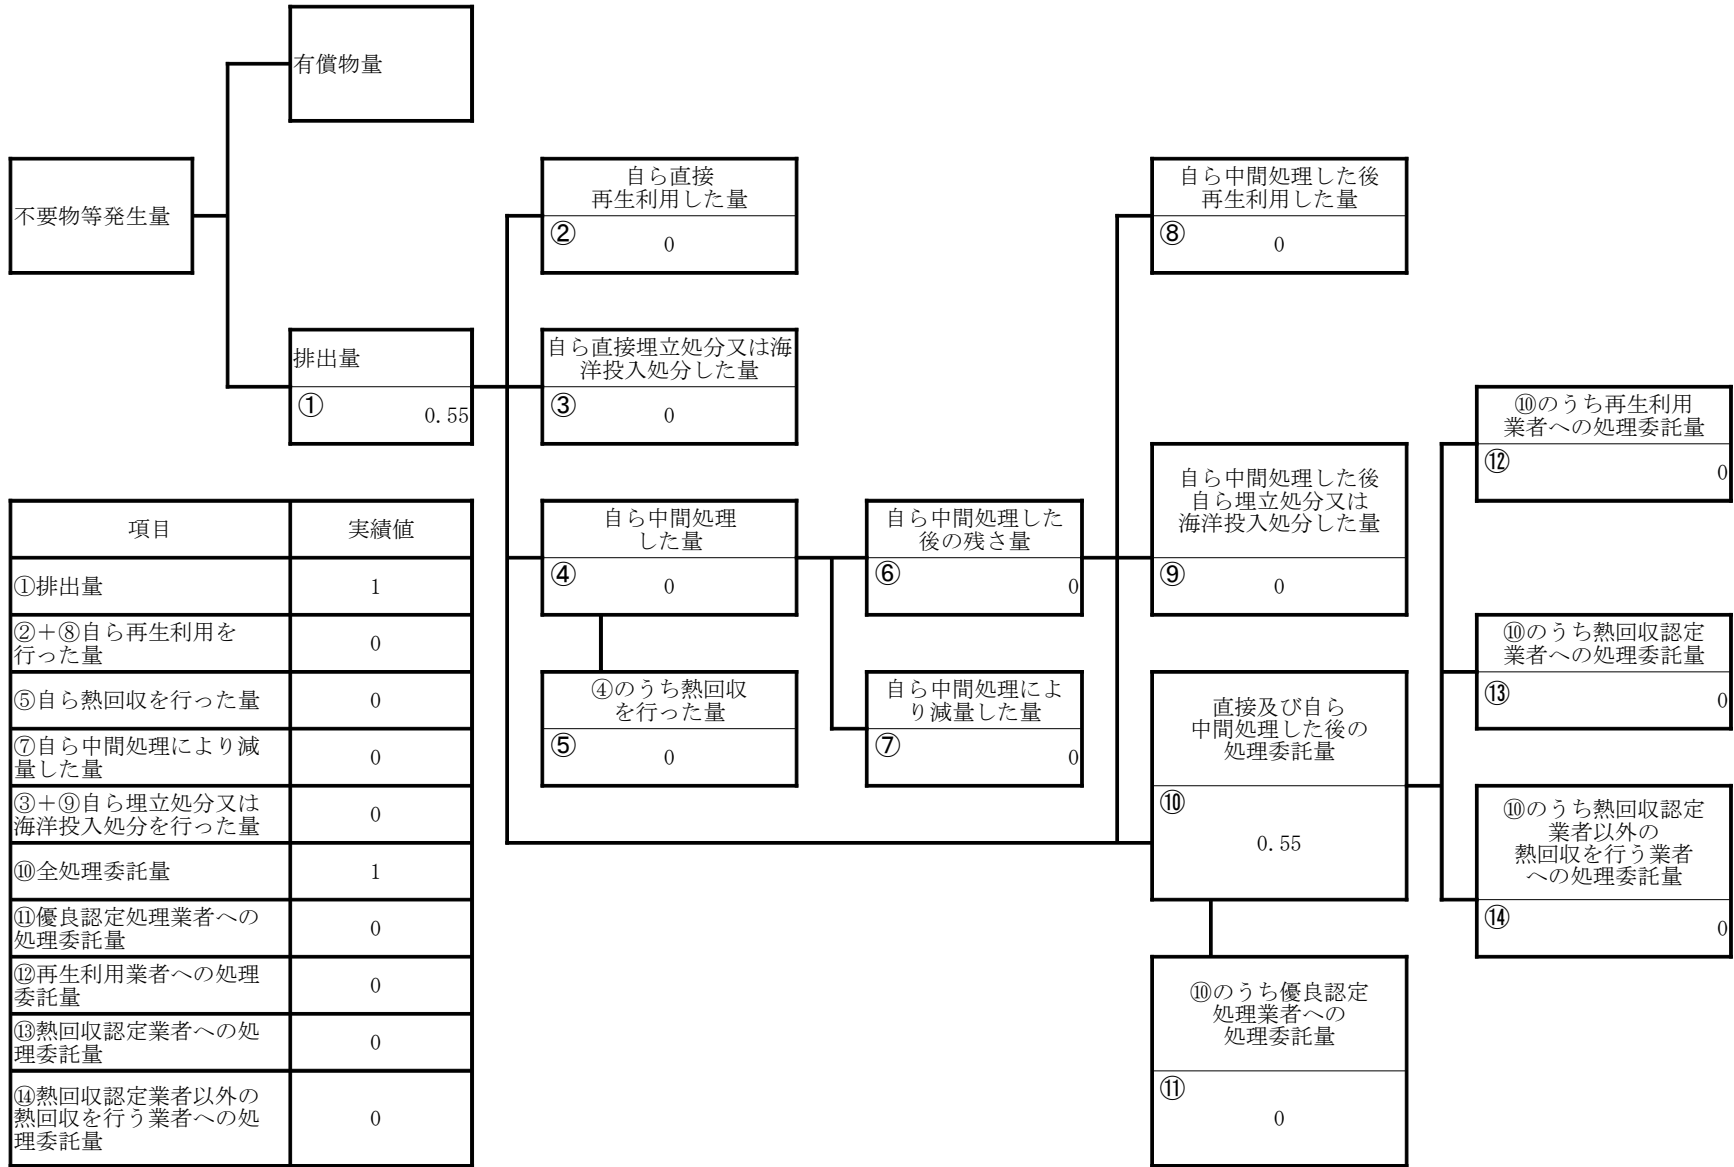 有償物量
不要物等発生量
自ら直接
再生利用した量
②
0
自ら中間処理した後
再生利用した量
⑧
0
排出量
①
0.55
自ら直接埋立処分又は海
洋投入処分した量
③
0
⑩のうち再生利用
業者への処理委託量
⑫
0
自ら中間処理した後
自ら埋立処分又は
海洋投入処分した量
⑨
0
自ら中間処理
した量
④
0
自ら中間処理した
後の残さ量
⑥
0
⑩のうち熱回収認定
業者への処理委託量
⑬
0
④のうち熱回収
を行った量
⑤
0
自ら中間処理によ
り減量した量
⑦
0
直接及び自ら
中間処理した後の
処理委託量
⑩
0.55
⑩のうち熱回収認定
業者以外の
熱回収を行う業者
への処理委託量
⑭
0
⑩のうち優良認定
処理業者への
処理委託量
⑪
0
項目 実績値
①排出量 1
②+⑧自ら再生利用を
行った量 0
⑤自ら熱回収を行った量 0
⑦自ら中間処理により減
量した量 0
③+⑨自ら埋立処分又は
海洋投入処分を行った量 0
⑩全処理委託量 1
⑪優良認定処理業者への
処理委託量 0
⑫再生利用業者への処理
委託量 0
⑬熱回収認定業者への処
理委託量 0
⑭熱回収認定業者以外の
熱回収を行う業者への処
理委託量 0